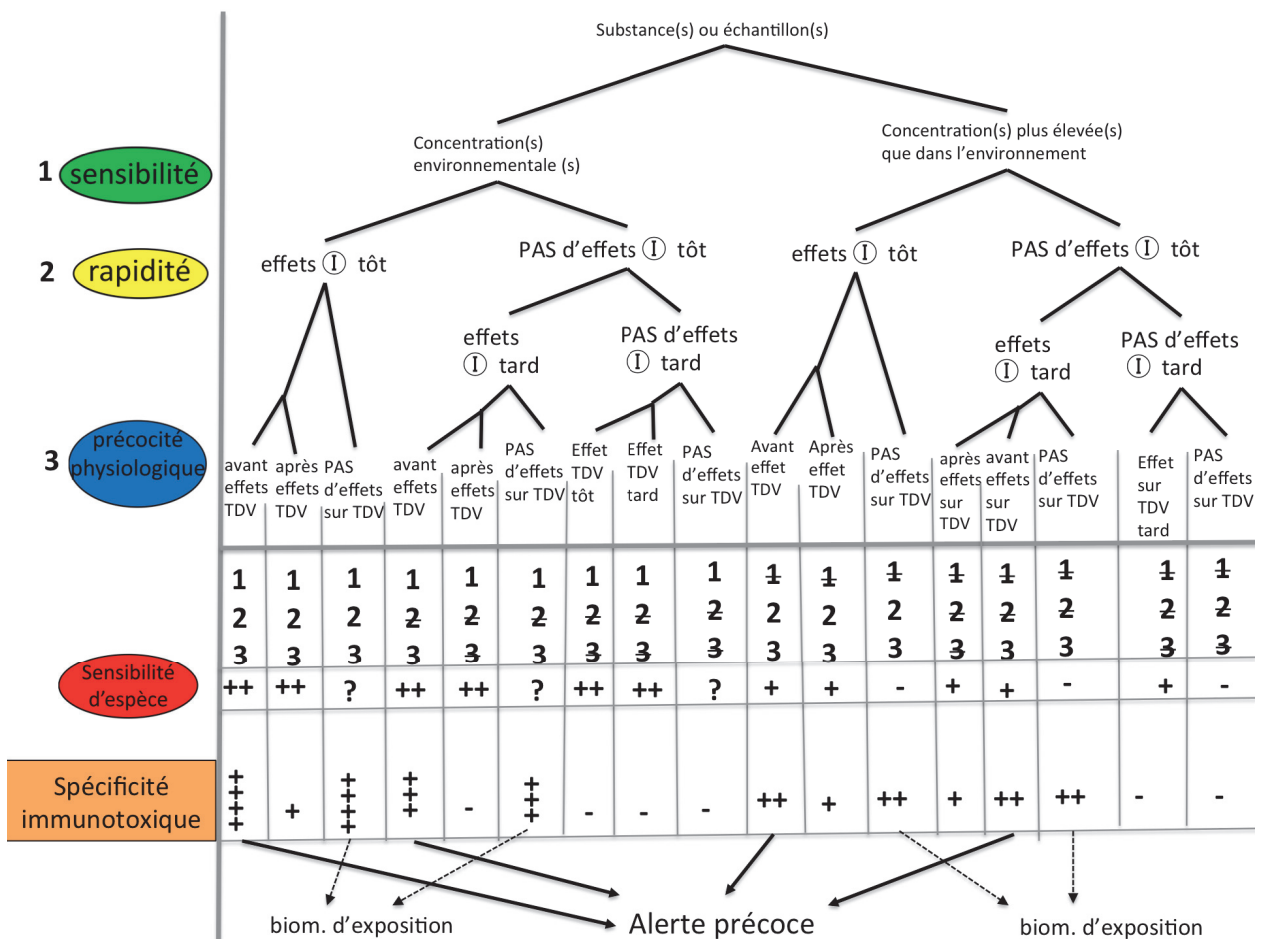 Substance(s) ou échantillon(s)
Concentration(s)
environnementale (s)
Concentration(s) plus élevée(s)
que dans l'environnement
1 sensibilité
2 rapidité
effets Ⓘ tôt
PAS d'effets Ⓘ tôt
effets Ⓘ tôt
PAS d'effets Ⓘ tôt
effets
Ⓘ tard
PAS d'effets
Ⓘ tard
effets
Ⓘ tard
PAS d'effets
Ⓘ tard
3 précocité
physiologique
avant
effets
TDV
après
effets
TDV
PAS
d'effets
sur TDV
avant
effets
TDV
après
effets
TDV
PAS
d'effets
sur TDV
Effet
TDV
tôt
Effet
TDV
tard
PAS
d'effets
sur TDV
Avant
effet
TDV
Après
effet
TDV
PAS
d'effets
sur TDV
après
effets
sur
TDV
avant
effets
sur
TDV
PAS
d'effets
sur TDV
Effet
sur
TDV
tard
PAS
d'effets
sur TDV
1 1 1 1 1 1 1 1 1 1 1 1 1 1 1 1 1
2 2 2 2 2 2 2 2 2 2 2 2 2 2 2 2 2
3 3 3 3 3 3 3 3 3 3 3 3 3 3 3 3 3
Sensibilité
d'espèce
++ ++ ? ++ ++ ? ++ ++ ? + + - + + - + -
Spécificité
immunotoxique
++++ + ++++ +++ - +++ - - - ++ + ++ + ++ ++ - -
biom. d'exposition
Alerte précoce
biom. d'exposition